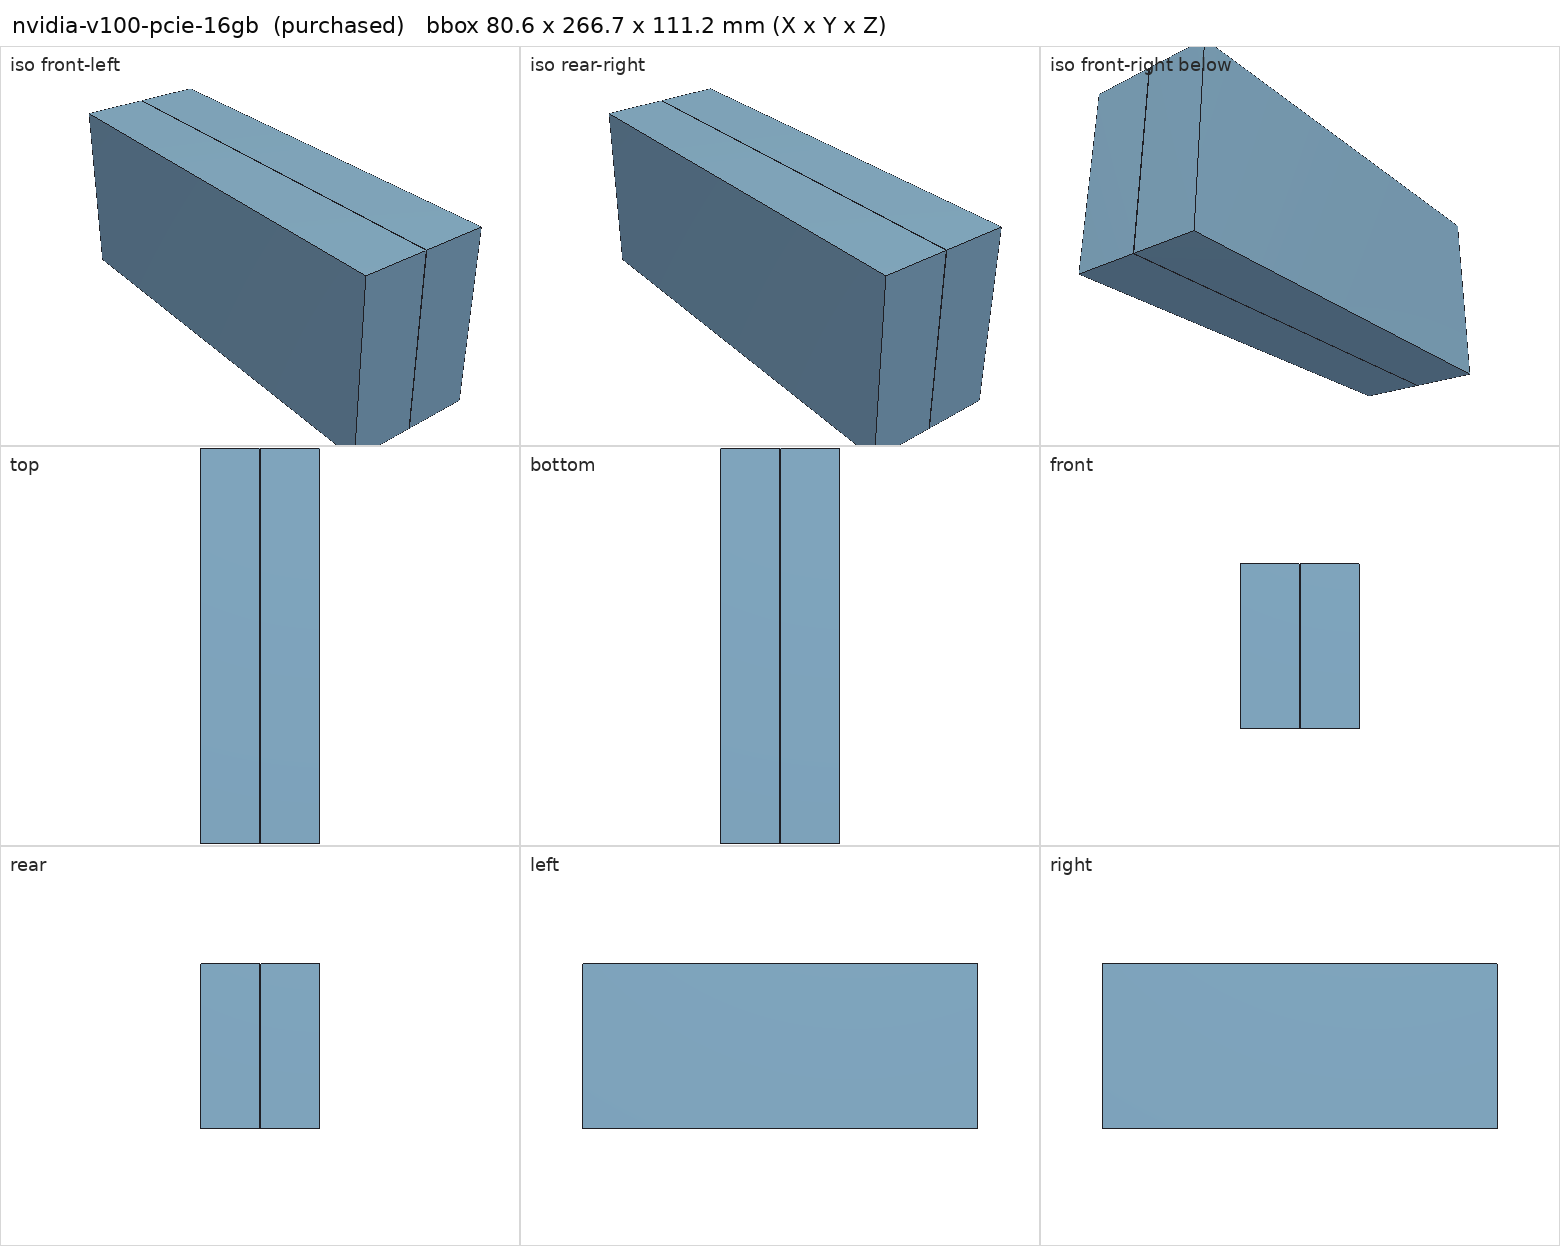 nvidia-v100-pcie-16gb (purchased) bbox 80.6 x 266.7 x 111.2 mm (X x Y x Z)
iso front-left
iso rear-right
iso front-right below
top
bottom
front
rear
left
right